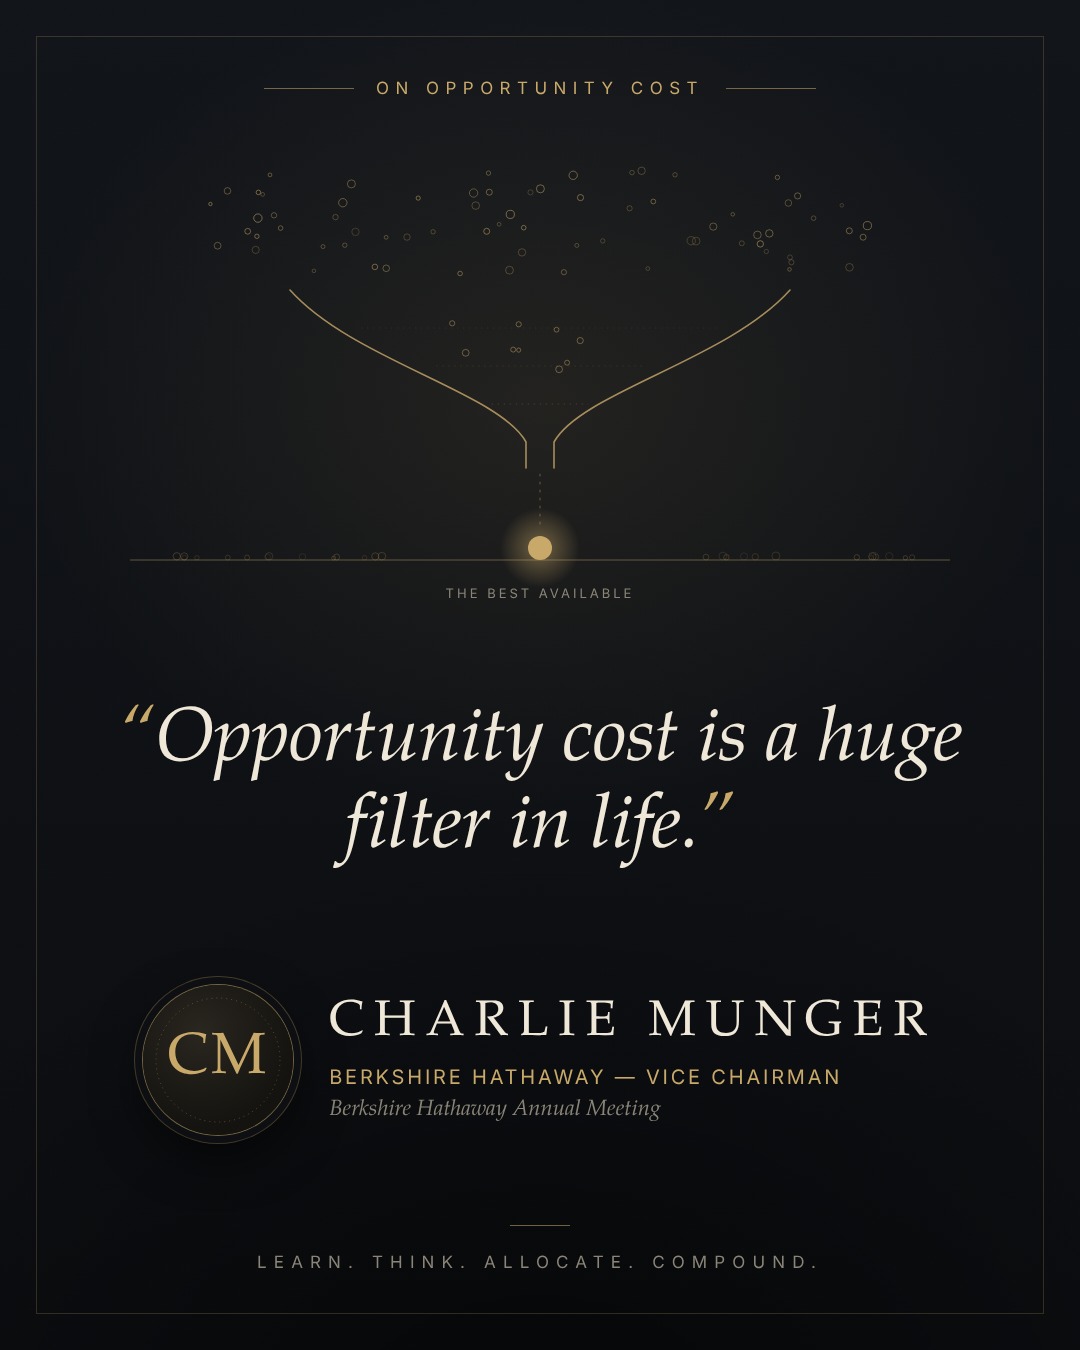 ON OPPORTUNITY COST
THE BEST AVAILABLE
“Opportunity cost is a huge
filter in life.”
CM
CHARLIE MUNGER
BERKSHIRE HATHAWAY — VICE CHAIRMAN
Berkshire Hathaway Annual Meeting
LEARN. THINK. ALLOCATE. COMPOUND.